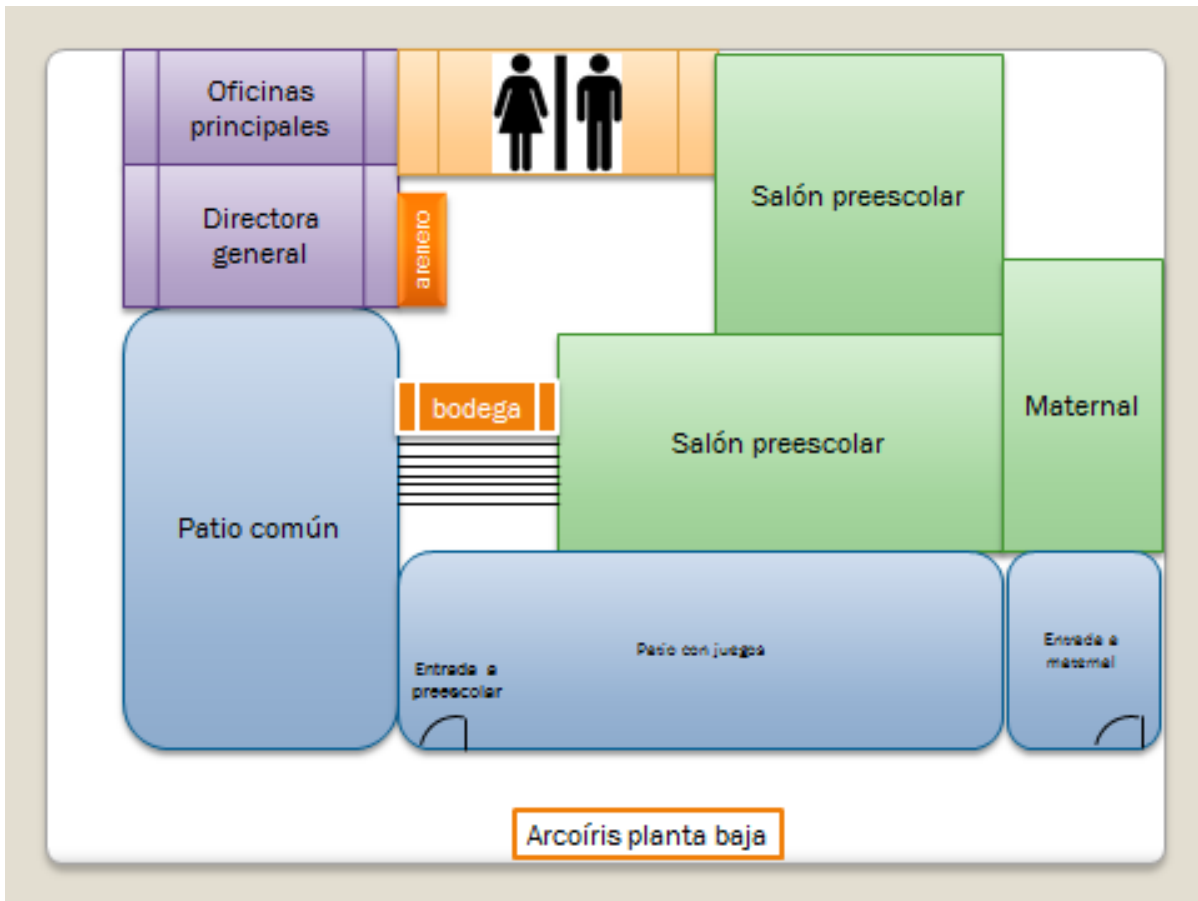 Oficinas
principales
Salón preescolar
Directora
general
arenero
bodega
Maternal
Salón preescolar
Patio común
Patio con juegos
Entrada a
maternal
Entrada a
preescolar
Arcoíris planta baja